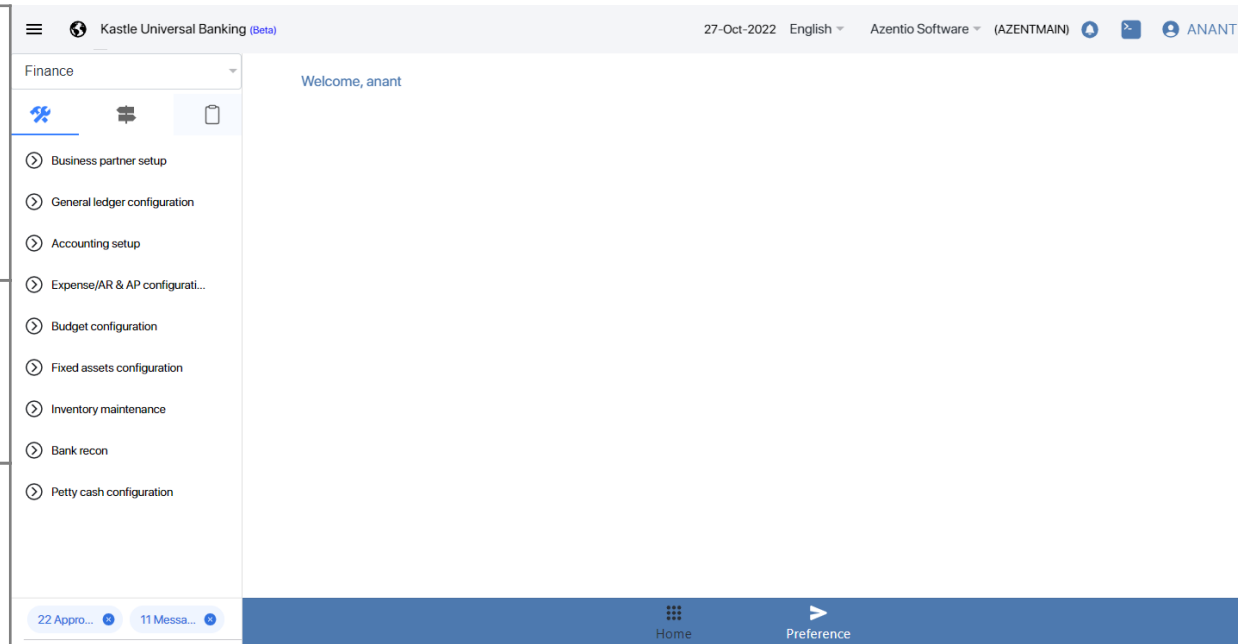 Kastle Universal Banking (Beta)
27-Oct-2022 English Azentio Software (AZENTMAIN) ANANT
Finance
Welcome, anant
Business partner setup
General ledger configuration
Accounting setup
Expense/AR & AP configurati...
Budget configuration
Fixed assets configuration
Inventory maintenance
Bank recon
Petty cash configuration
22 Appro... 11 Messa...
Home Preference